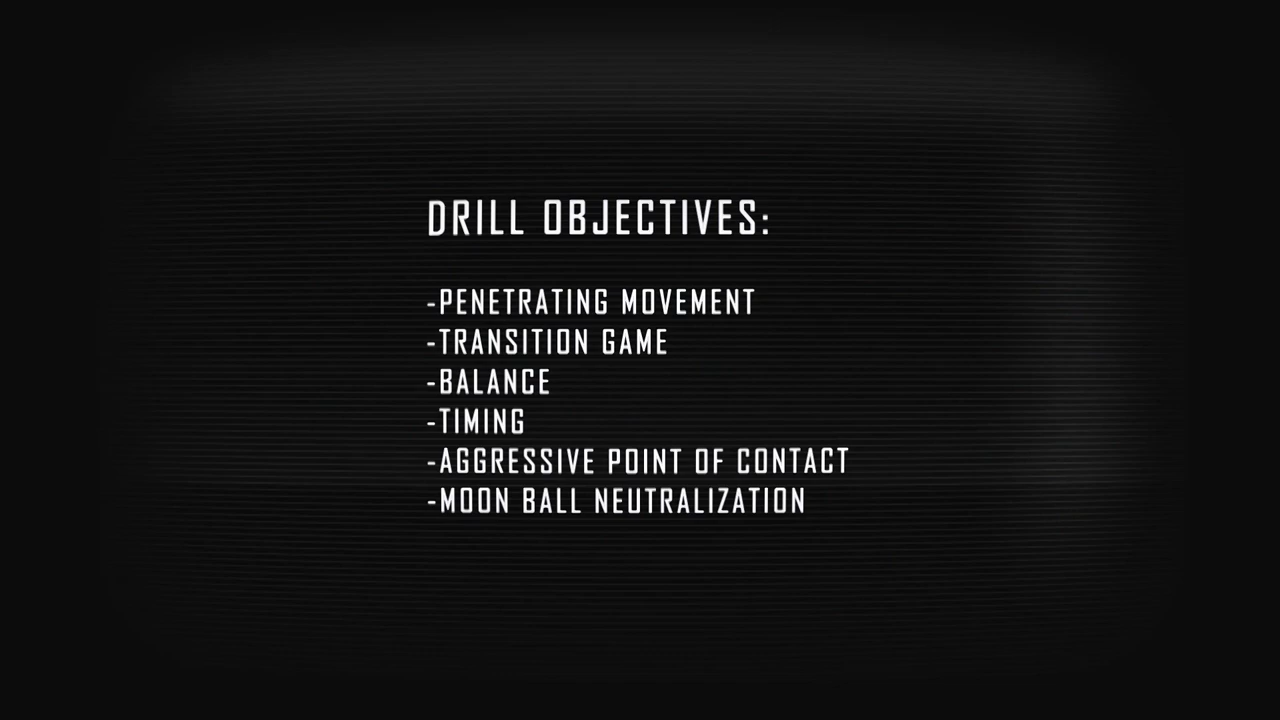 DRILL OBJECTIVES:
-PENETRATING MOVEMENT
-TRANSITION GAME
-BALANCE
-TIMING
-AGGRESSIVE POINT OF CONTACT
-MOON BALL NEUTRALIZATION